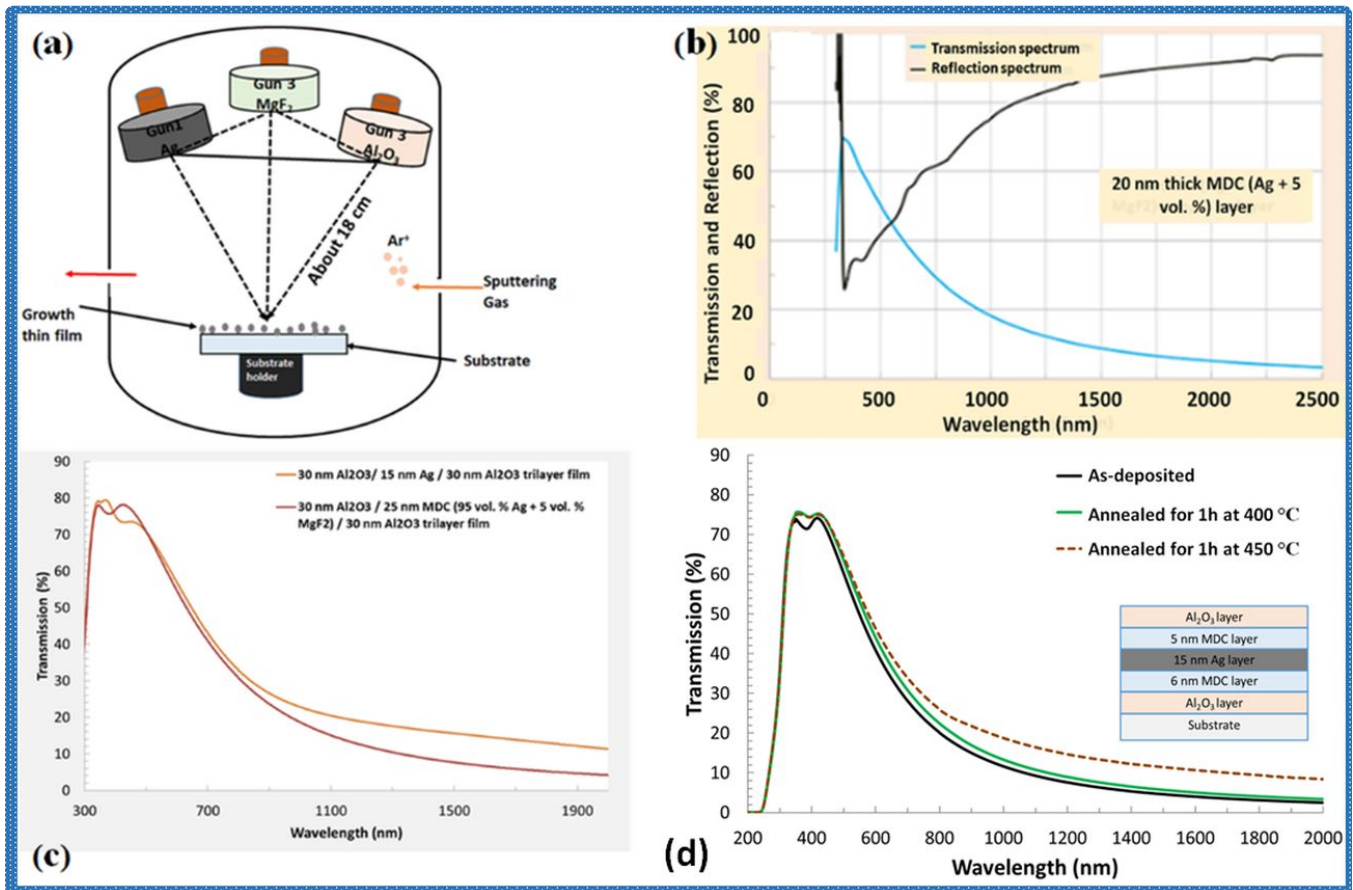 (a)
Gun 3
MgF2
Gun1
Ag
Gun 3
Al2O3
About 18 cm
Ar+
Sputtering
Gas
Growth
thin film
Substrate
Substrate
holder
(b)
Transmission and Reflection (%)
100
80
60
40
20
0
Transmission spectrum
Reflection spectrum
20 nm thick MDC (Ag + 5
vol. %) layer
0 500 1000 1500 2000 2500
Wavelength (nm)
Transmission (%)
90
80
70
60
50
40
30
20
10
0
30 nm Al2O3/ 15 nm Ag / 30 nm Al2O3 trilayer film
30 nm Al2O3 / 25 nm MDC (95 vol. % Ag + 5 vol. %
MgF2) / 30 nm Al2O3 trilayer film
300 700 1100 1500 1900
Wavelength (nm)
(c)
Transmission (%)
90
80
70
60
50
40
30
20
10
0
As-deposited
Annealed for 1h at 400 °C
Annealed for 1h at 450 °C
Al2O3 layer
5 nm MDC layer
15 nm Ag layer
6 nm MDC layer
Al2O3 layer
Substrate
200 400 600 800 1000 1200 1400 1600 1800 2000
(d)
Wavelength (nm)